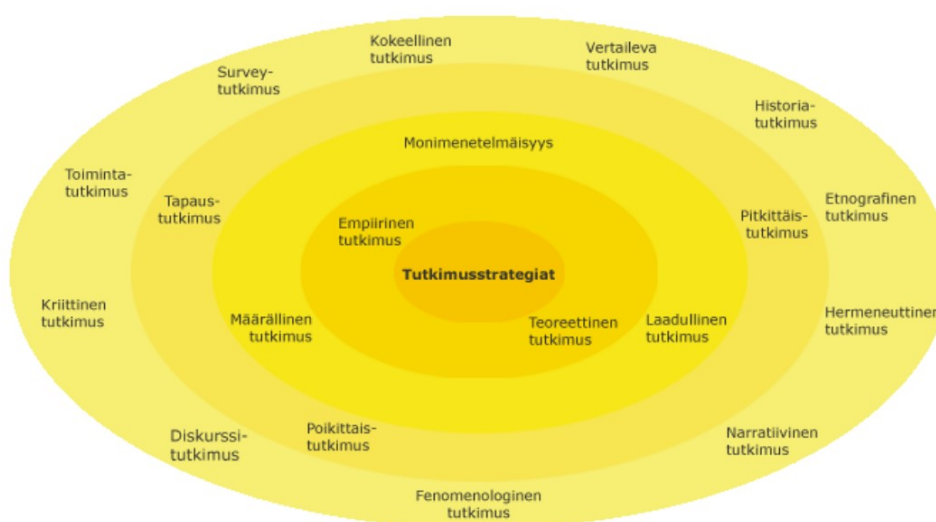 Kokeellinen
tutkimus
Vertaileva
tutkimus
Survey-
tutkimus
Historia-
tutkimus
Monimenetelmäisyys
Toiminta-
tutkimus
Tapaus-
tutkimus
Etnografinen
tutkimus
Pitkittäis-
tutkimus
Empiirinen
tutkimus
Tutkimusstrategiat
Kriittinen
tutkimus
Määrällinen
tutkimus
Teoreettinen
tutkimus
Laadullinen
tutkimus
Hermeneuttinen
tutkimus
Diskurssi-
tutkimus
Poikittais-
tutkimus
Narratiivinen
tutkimus
Fenomenologinen
tutkimus